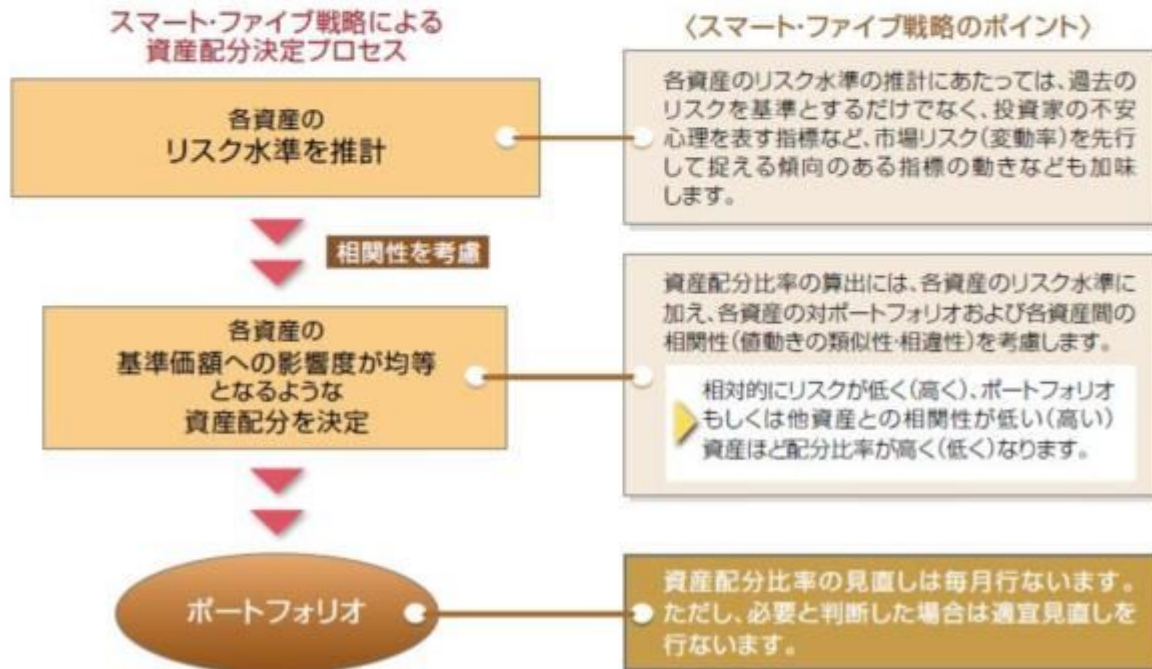 スマート・ファイブ戦略による
資産配分決定プロセス
〈スマート・ファイブ戦略のポイント〉
各資産の
リスク水準を推計
各資産のリスク水準の推計にあたっては、過去の
リスクを基準とするだけでなく、投資家の不安
心理を表す指標など、市場リスク(変動率)を先行
して捉える傾向のある指標の動きなども加味
します。
相関性を考慮
各資産の
基準価額への影響度が均等
となるような
資産配分を決定
資産配分比率の算出には、各資産のリスク水準に
加え、各資産の対ポートフォリオおよび各資産間の
相関性(値動きの類似性・相違性)を考慮します。
相対的にリスクが低く(高く)、ポートフォリオ
もしくは他資産との相関性が低い(高い)
資産ほど配分比率が高く(低く)なります。
ポートフォリオ
資産配分比率の見直しは毎月行ないます。
ただし、必要と判断した場合は適宜見直しを
行ないます。